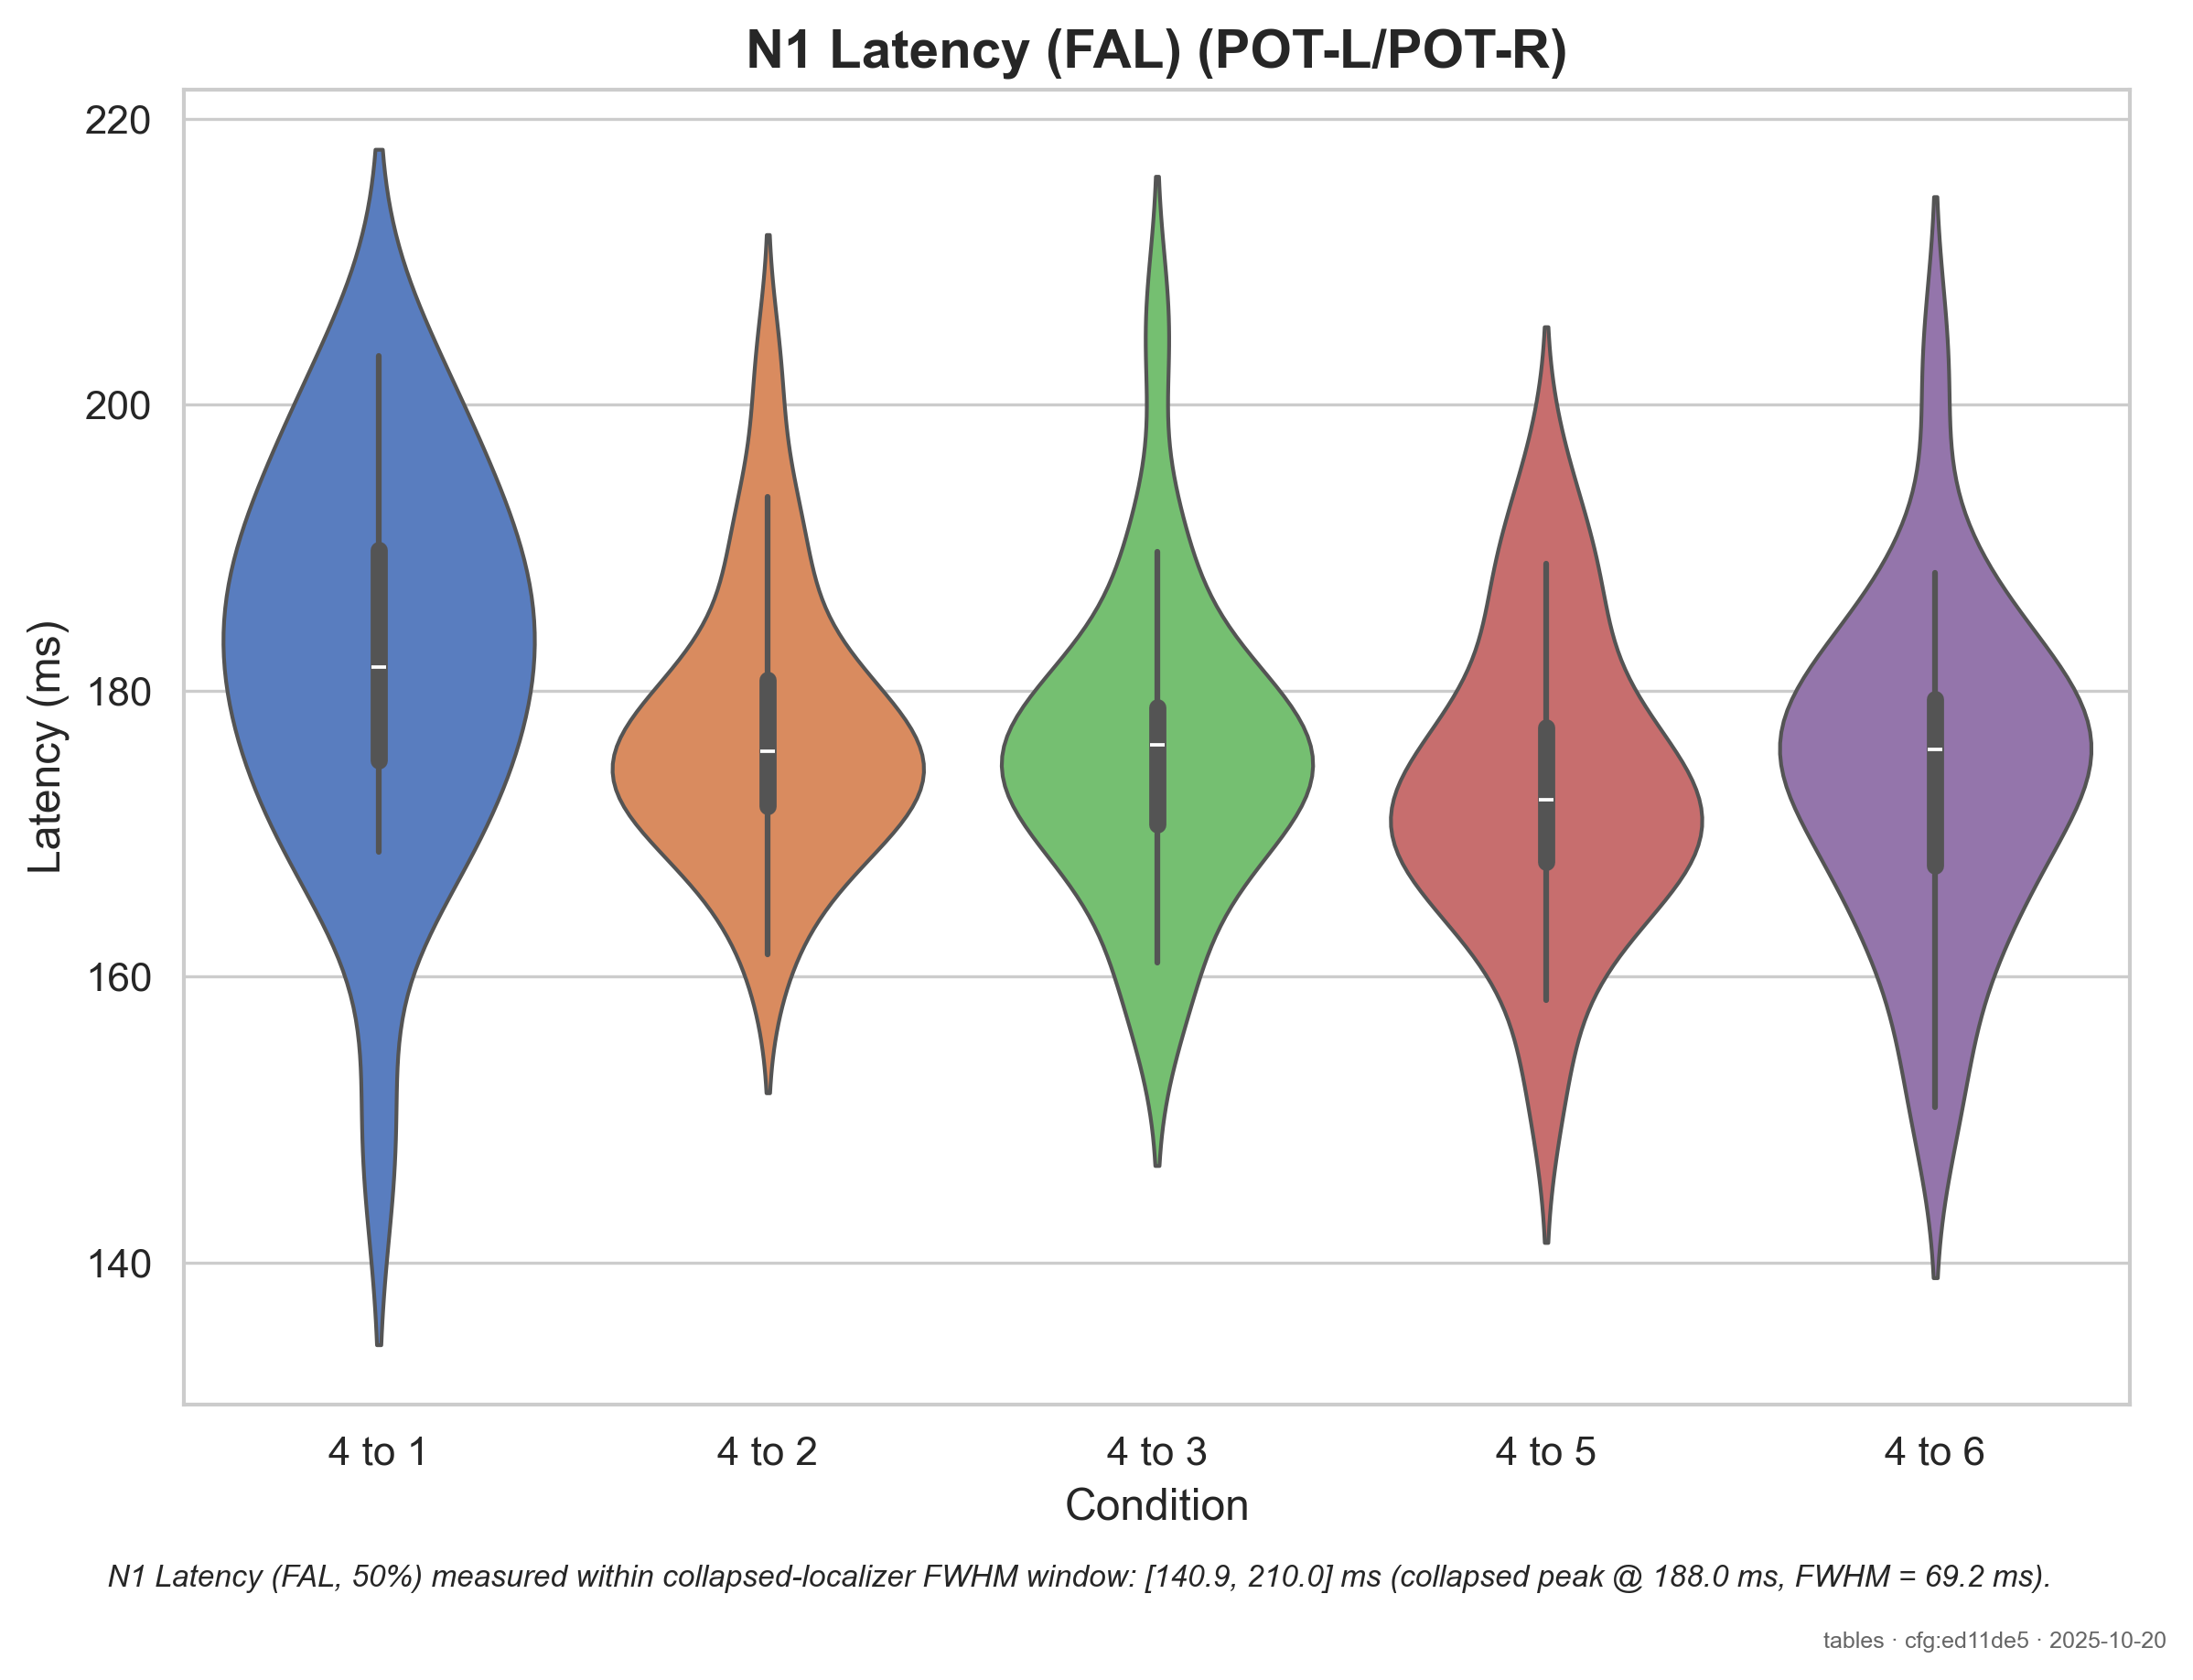 N1 Latency (FAL) (POT-L/POT-R)
220
200
180
160
140
Latency (ms)
4 to 1
4 to 2
4 to 3
4 to 5
4 to 6
Condition
N1 Latency (FAL, 50%) measured within collapsed-localizer FWHM window: [140.9, 210.0] ms (collapsed peak @ 188.0 ms, FWHM = 69.2 ms).
tables · cfg:ed11de5 · 2025-10-20